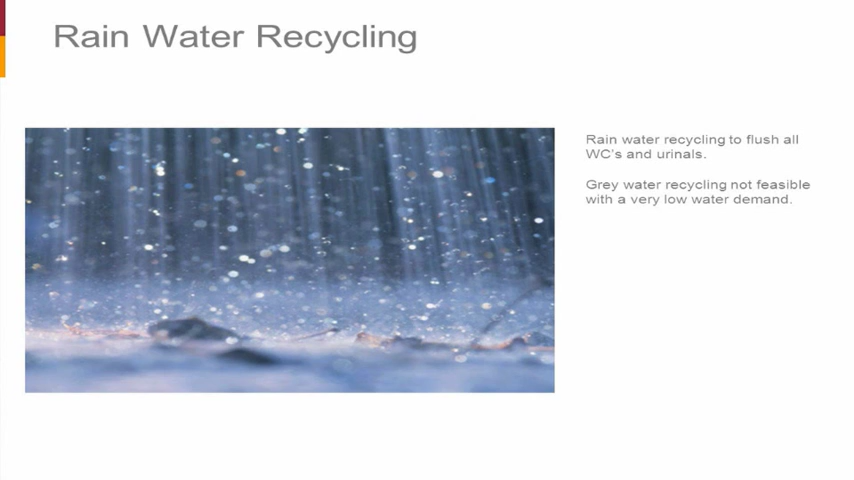 Rain Water Recycling
Rain water recycling to flush all
WC's and urinals.
Grey water recycling not feasible
with a very low water demand.